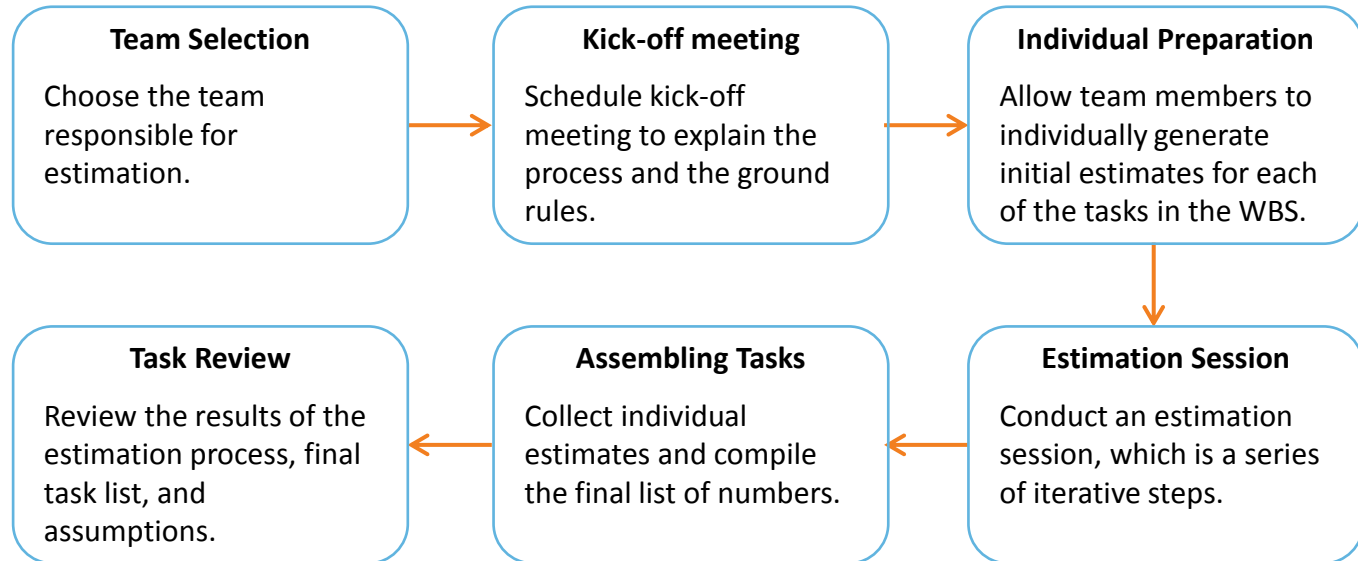 Team Selection
Choose the team
responsible for
estimation.
Kick-off meeting
Schedule kick-off
meeting to explain the
process and the ground
rules.
Individual Preparation
Allow team members to
individually generate
initial estimates for each
of the tasks in the WBS.
Estimation Session
Conduct an estimation
session, which is a series
of iterative steps.
Assembling Tasks
Collect individual
estimates and compile
the final list of numbers.
Task Review
Review the results of the
estimation process, final
task list, and
assumptions.